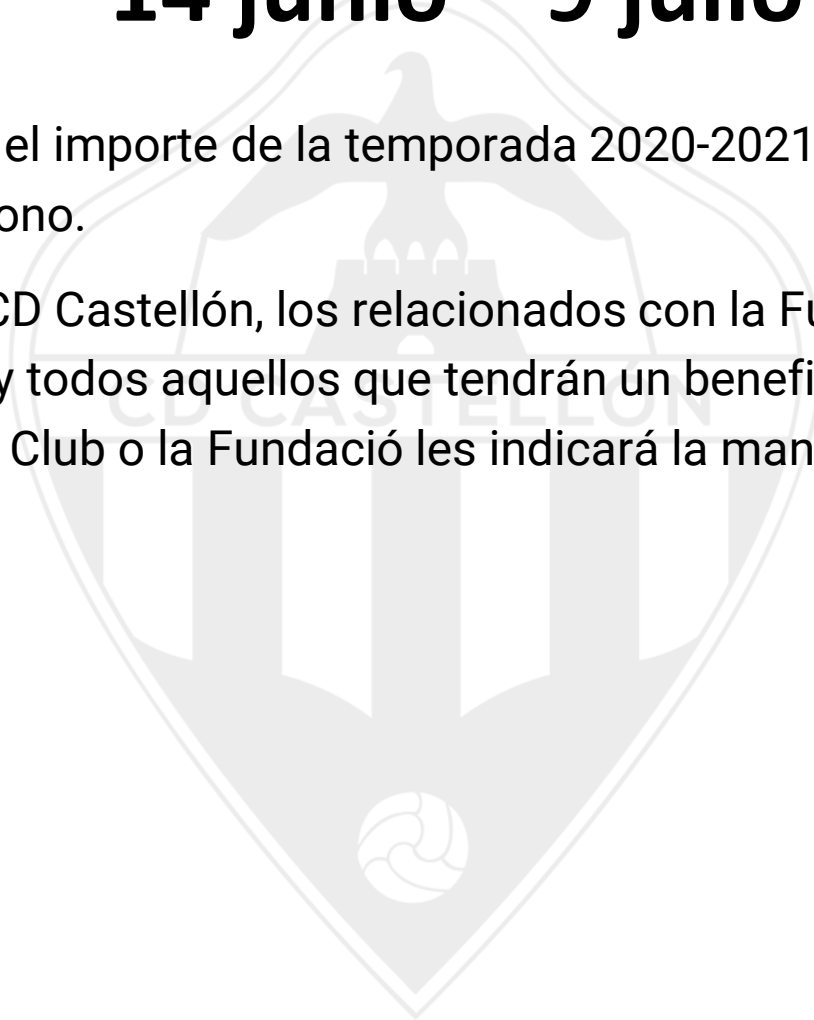 14 junio 9 julio
el importe de la temporada 2020-2021
ono.
CD Castellón, los relacionados con la Fu
y todos aquellos que tendrán un benefi
CD CASTELLÓN
Club o la Fundació les indicará la man